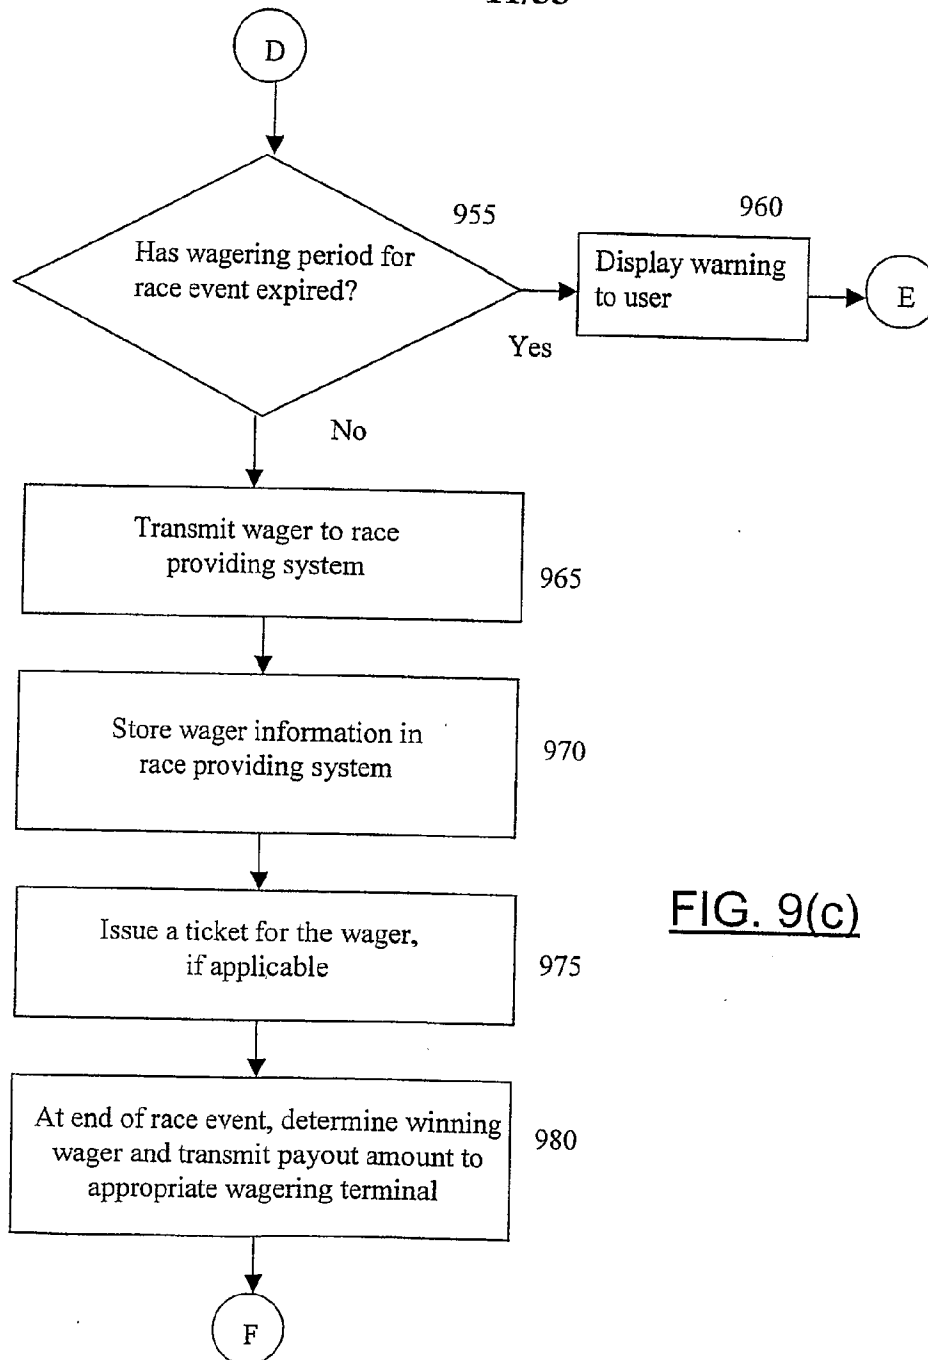 D
955
960
Has wagering period for
race event expired?
Display warning
to user
E
Yes
No
Transmit wager to race
providing system
965
Store wager information in
race providing system
970
Issue a ticket for the wager,
if applicable
975
FIG. 9(c)
At end of race event, determine winning
wager and transmit payout amount to
appropriate wagering terminal
980
F